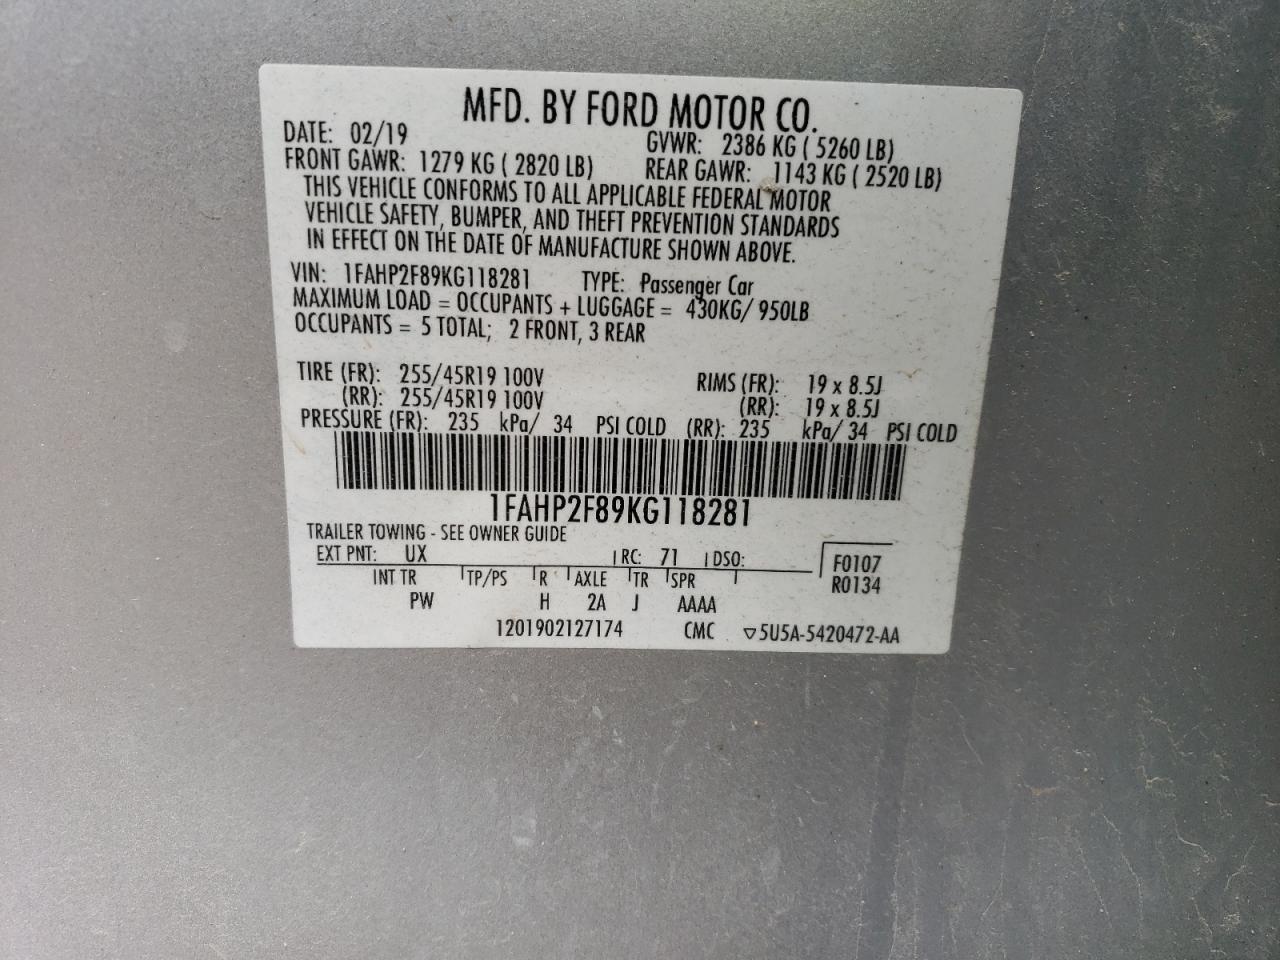 MFD. BY FORD MOTOR CO.
DATE: 02/19 GVWR: 2386 KG ( 5260 LB)
FRONT GAWR: 1279 KG ( 2820 LB) REAR GAWR: 1143 KG ( 2520 LB)
THIS VEHICLE CONFORMS TO ALL APPLICABLE FEDERAL MOTOR
VEHICLE SAFETY, BUMPER, AND THEFT PREVENTION STANDARDS
IN EFFECT ON THE DATE OF MANUFACTURE SHOWN ABOVE.
VIN: 1FAHP2F89KG118281 TYPE: Passenger Car
MAXIMUM LOAD = OCCUPANTS + LUGGAGE = 430KG/ 950LB
OCCUPANTS = 5 TOTAL; 2 FRONT, 3 REAR
TIRE (FR): 255/45R19 100V RIMS (FR): 19 x 8.5J
(RR): 255/45R19 100V (RR): 19 x 8.5J
PRESSURE (FR): 235 kPa/ 34 PSI COLD (RR): 235 kPa/ 34 PSI COLD
1FAHP2F89KG118281
TRAILER TOWING - SEE OWNER GUIDE
EXT PNT: UX RC: 71 DSO: F0107
R0134
INT TR TP/PS R AXLE TR SPR
PW H 2A J AAAA
1201902127174 CMC ▽5U5A-5420472-AA